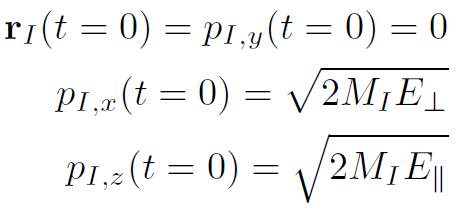 r_I(t = 0) = p_{I,y}(t = 0) = 0
p_{I,x}(t = 0) = √(2M_I E_⊥)
p_{I,z}(t = 0) = √(2M_I E_∥)